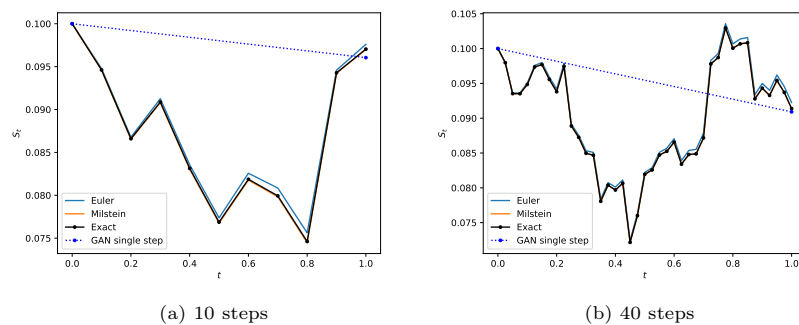 0.100
0.095
0.090
0.085
0.080
0.075
S_t
Euler
Milstein
Exact
GAN single step
0.0 0.2 0.4 0.6 0.8 1.0
t
(a) 10 steps
0.105
0.100
0.095
0.090
0.085
0.080
0.075
S_t
Euler
Milstein
Exact
GAN single step
0.0 0.2 0.4 0.6 0.8 1.0
t
(b) 40 steps